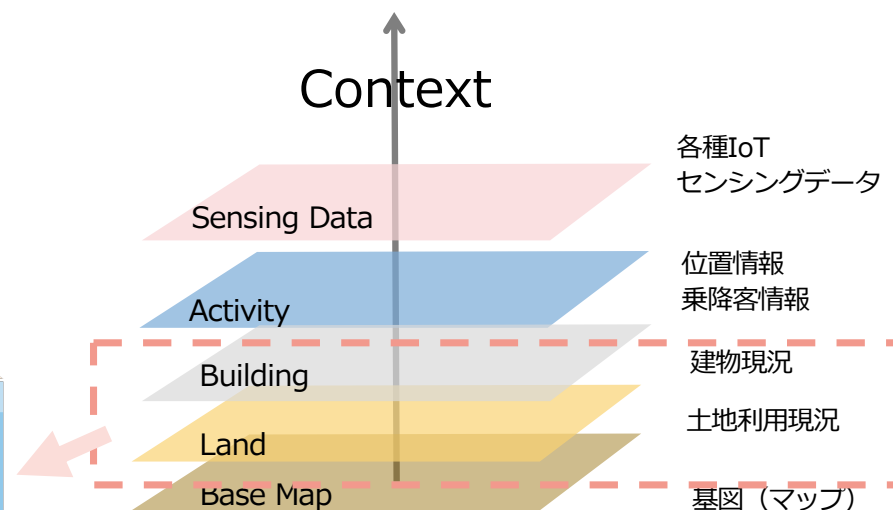 Context
各種IoT
センシングデータ
Sensing Data
位置情報
乗降客情報
Activity
建物現況
Building
土地利用現況
Land
Base Map
基図（マップ）